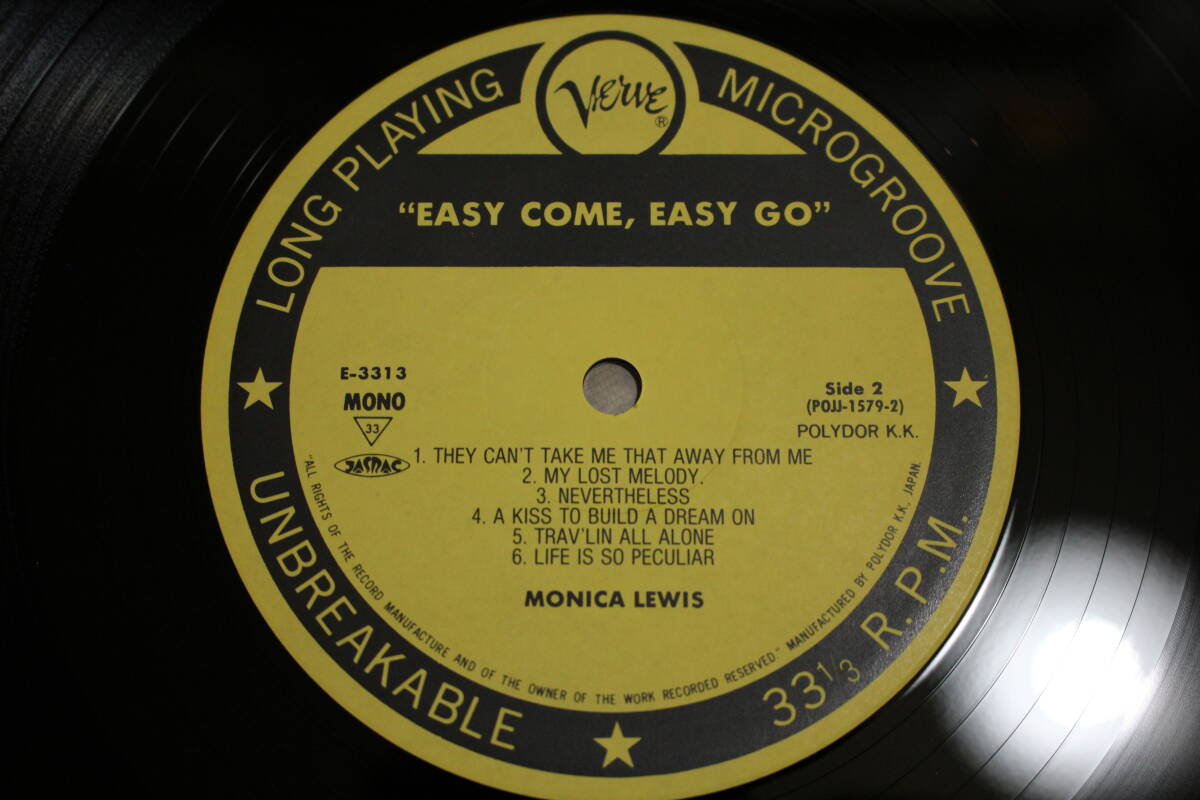 Verve ®
LONG PLAYING
MICROGROOVE
“EASY COME, EASY GO”
E-3313
MONO
33
JASRAC
Side 2
(POJJ-1579-2)
POLYDOR K.K.
1. THEY CAN'T TAKE ME THAT AWAY FROM ME
2. MY LOST MELODY.
3. NEVERTHELESS
4. A KISS TO BUILD A DREAM ON
5. TRAV'LIN ALL ALONE
6. LIFE IS SO PECULIAR
MONICA LEWIS
"ALL RIGHTS OF THE RECORD MANUFACTURE AND OF THE OWNER OF THE WORK RECORDED RESERVED." MANUFACTURED BY POLYDOR K.K., JAPAN.
UNBREAKABLE
33 1/3 R.P.M.